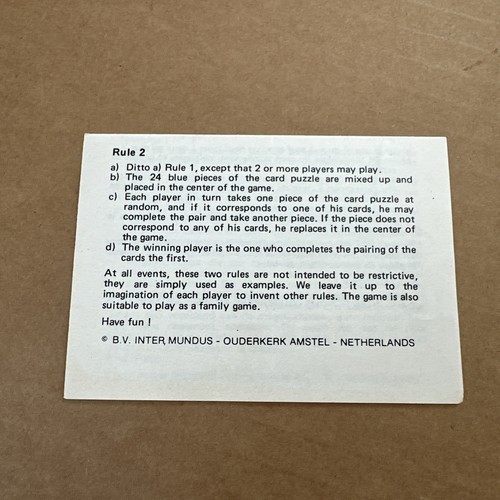 Rule 2
a) Ditto a) Rule 1, except that 2 or more players may play.
b) The 24 blue pieces of the card puzzle are mixed up and
placed in the center of the game.
c) Each player in turn takes one piece of the card puzzle at
random, and if it corresponds to one of his cards, he may
complete the pair and take another piece. If the piece does not
correspond to any of his cards, he replaces it in the center of
the game.
d) The winning player is the one who completes the pairing of the
cards the first.
At all events, these two rules are not intended to be restrictive,
they are simply used as examples. We leave it up to the
imagination of each player to invent other rules. The game is also
suitable to play as a family game.
Have fun !
© B.V. INTER MUNDUS - OUDERKERK AMSTEL - NETHERLANDS